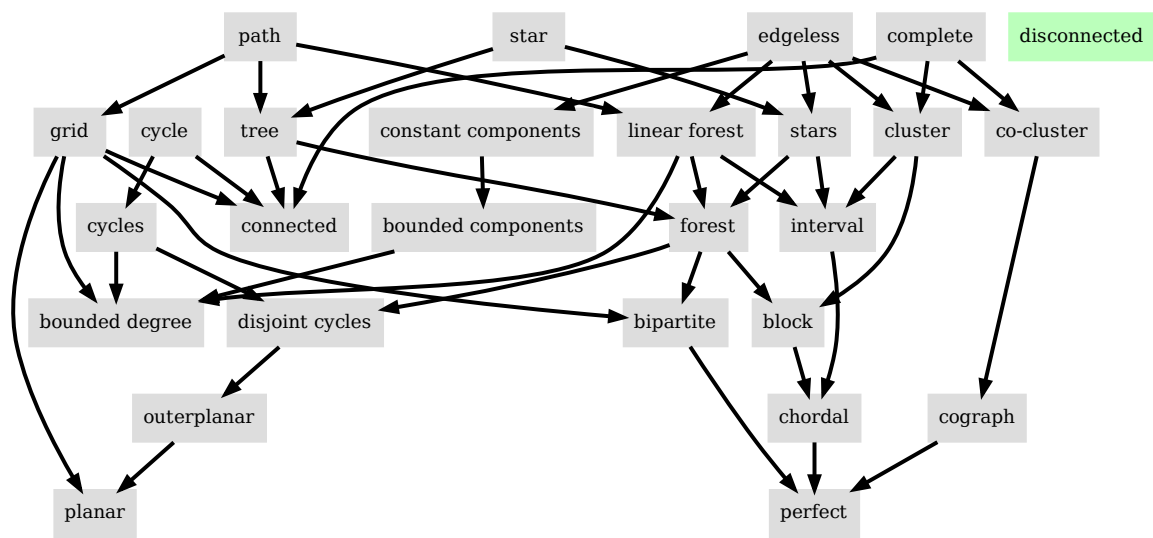 path
star
edgeless
complete
disconnected
grid
cycle
tree
constant components
linear forest
stars
cluster
co-cluster
cycles
connected
bounded components
forest
interval
bounded degree
disjoint cycles
bipartite
block
outerplanar
chordal
cograph
planar
perfect